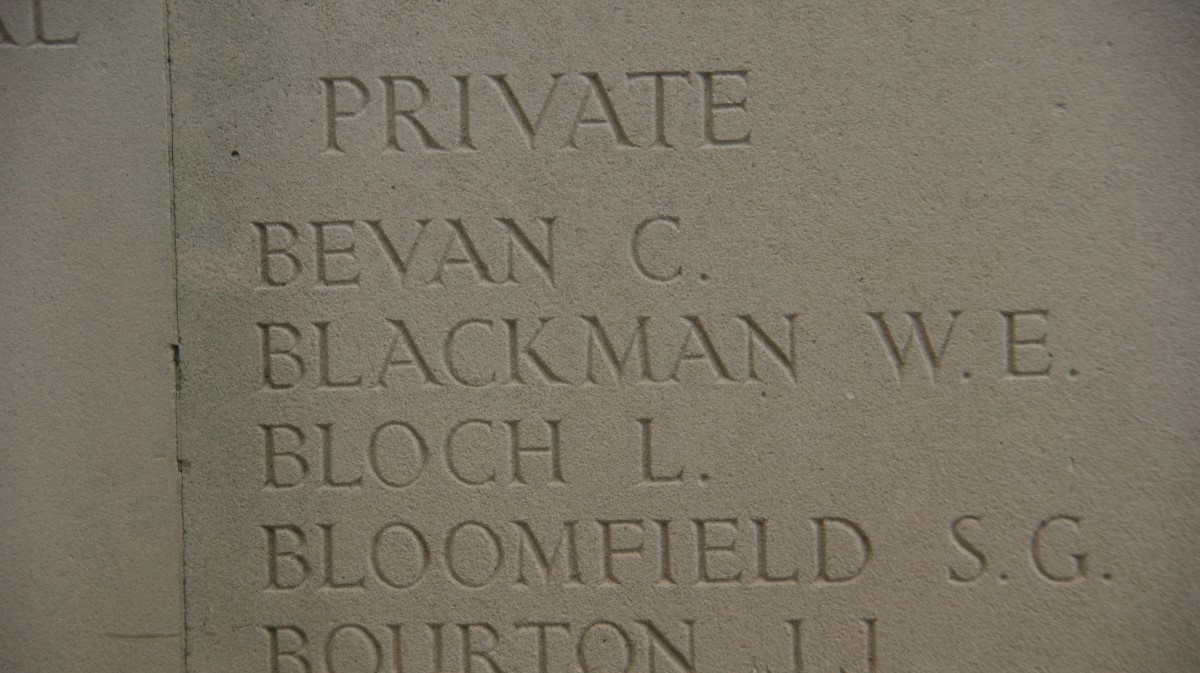 PRIVATE
BEVAN C.
BLACKMAN W. E.
BLOCH L.
BLOOMFIELD S. G.
BOURTON J. J.